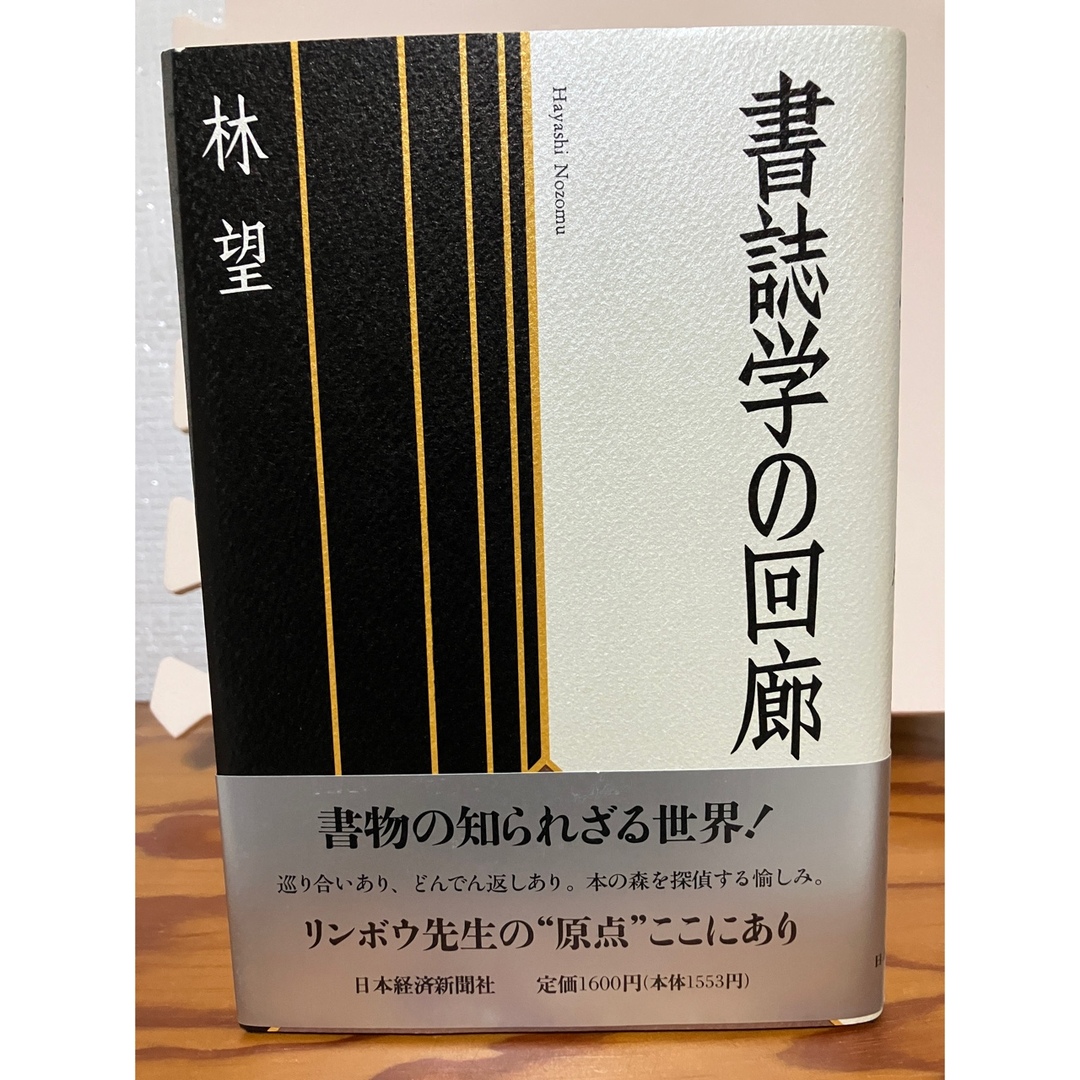 書誌学の回廊
Hayashi Nozomu
林 望
書物の知られざる世界!
巡り合いあり、どんでん返しあり。本の森を探偵する愉しみ。
リンボウ先生の“原点”ここにあり
日本経済新聞社 定価1600円(本体1553円)